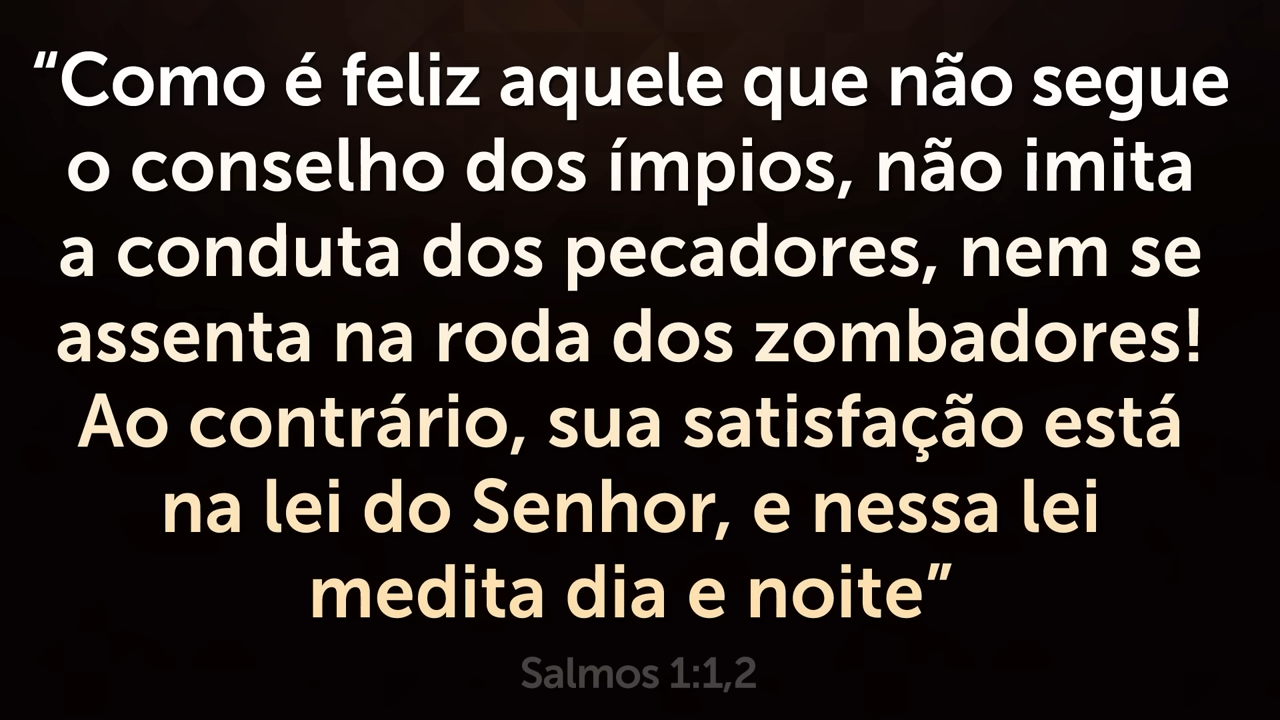 “Como é feliz aquele que não segue
o conselho dos ímpios, não imita
a conduta dos pecadores, nem se
assenta na roda dos zombadores!
Ao contrário, sua satisfação está
na lei do Senhor, e nessa lei
medita dia e noite”
Salmos 1:1,2